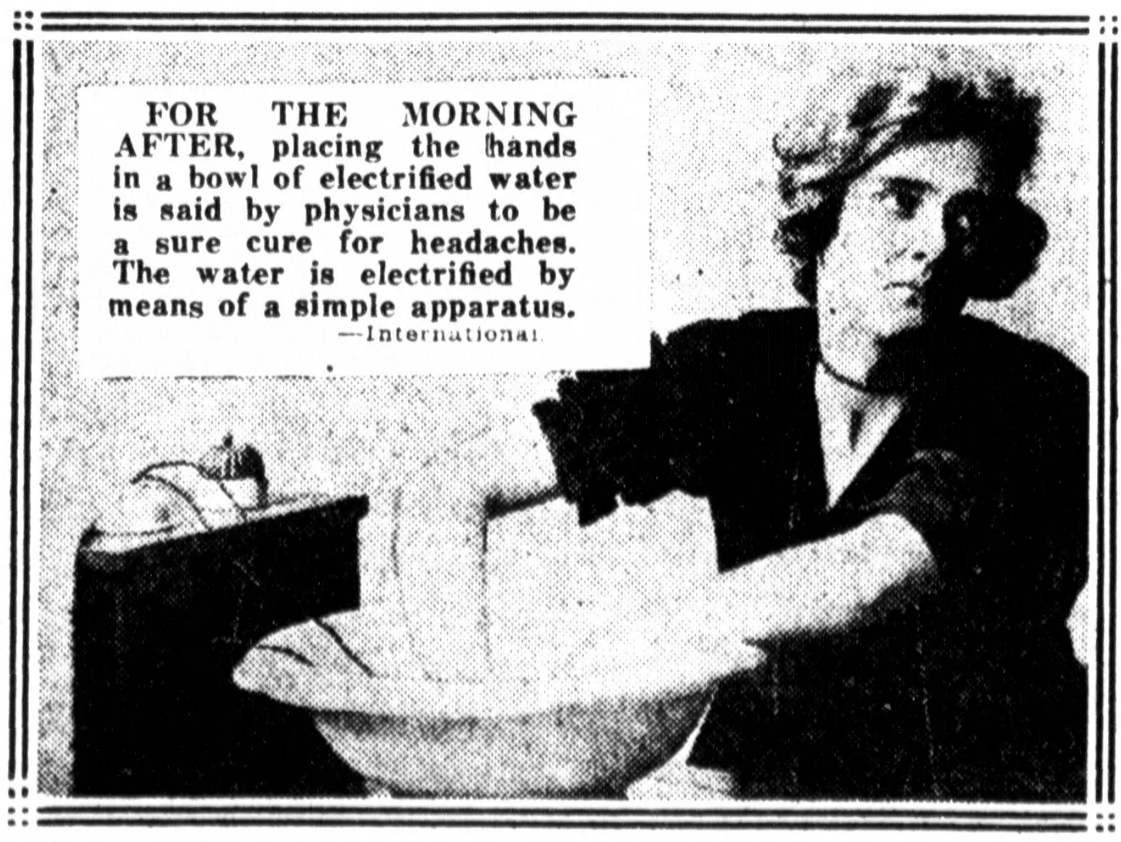 FOR THE MORNING
AFTER, placing the hands
in a bowl of electrified water
is said by physicians to be
a sure cure for headaches.
The water is electrified by
means of a simple apparatus.
—International.